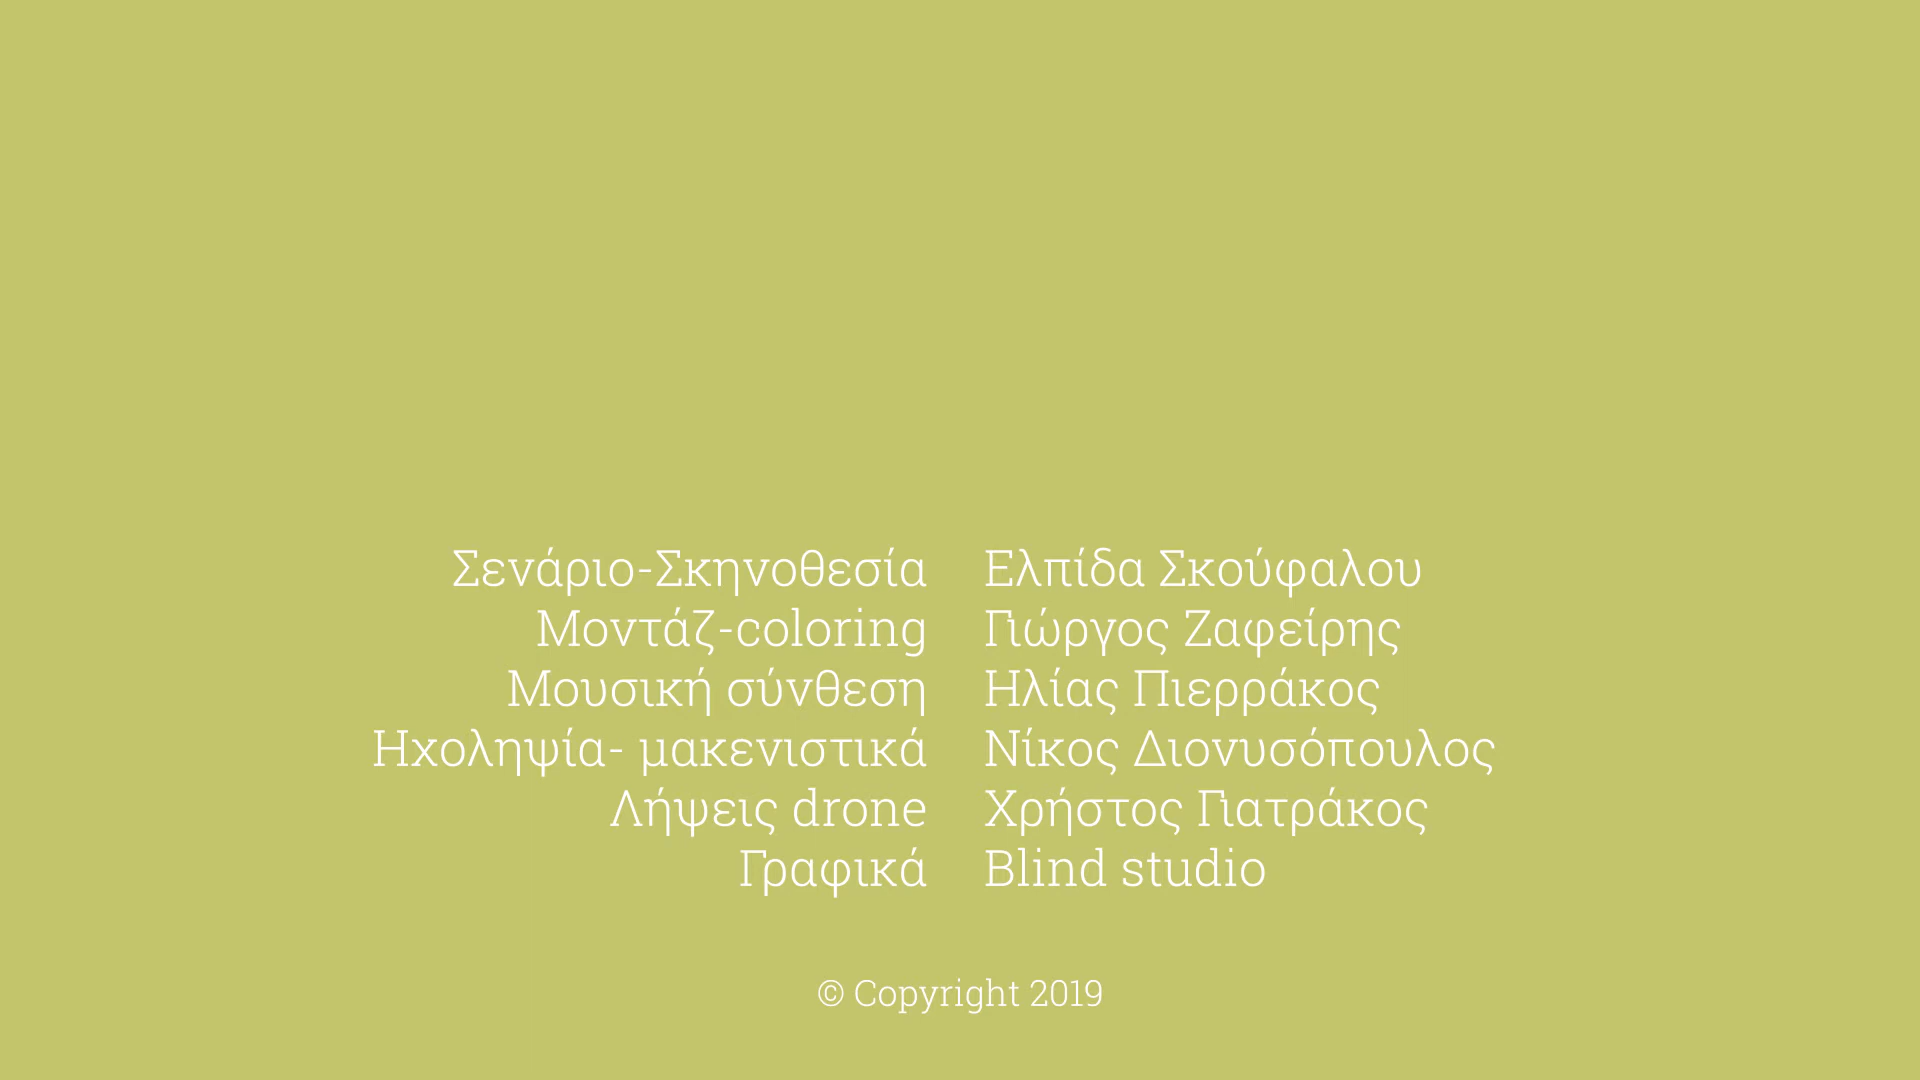 Σενάριο-Σκηνοθεσία Ελπίδα Σκούφαλου
Μοντάζ-coloring Γιώργος Ζαφείρης
Μουσική σύνθεση Ηλίας Πιερράκος
Ηχοληψία- μακενιστικά Νίκος Διονυσόπουλος
Λήψεις drone Χρήστος Γιατράκος
Γραφικά Blind studio
© Copyright 2019